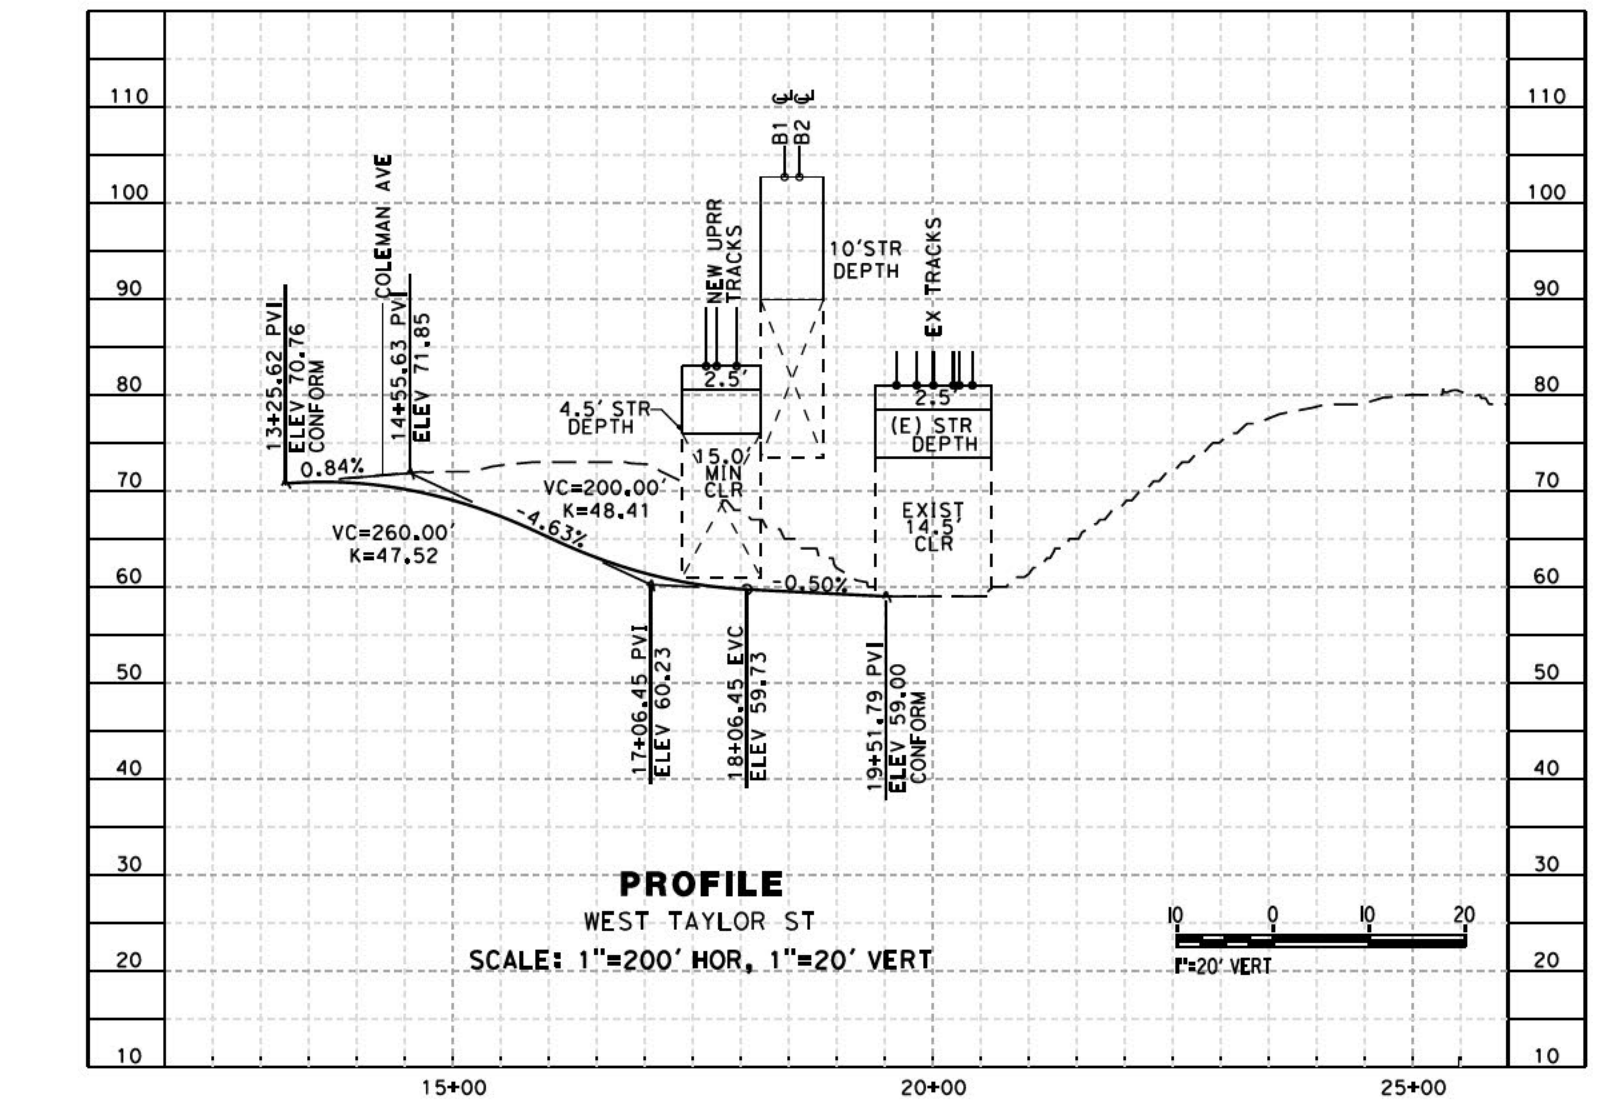 110
100
90
80
70
60
50
40
30
20
10
110
100
90
80
70
60
50
40
30
20
10
13+25.62 PVI
ELEV 70.76
CONFORM
COLEMAN AVE
14+55.63 PVI
ELEV 71.85
0.84%
VC=260.00'
K=47.52
-4.63%
VC=200.00'
K=48.41
NEW UPRR
TRACKS
2.5'
4.5' STR
DEPTH
15.0'
MIN
CLR
B1 ℄
B2 ℄
10'STR
DEPTH
EX TRACKS
2.5'
(E) STR
DEPTH
EXIST
14.5'
CLR
-0.50%
17+06.45 PVI
ELEV 60.23
18+06.45 EVC
ELEV 59.73
19+51.79 PVI
ELEV 59.00
CONFORM
PROFILE
WEST TAYLOR ST
SCALE: 1"=200' HOR, 1"=20' VERT
10 0 10 20
1"=20' VERT
15+00 20+00 25+00